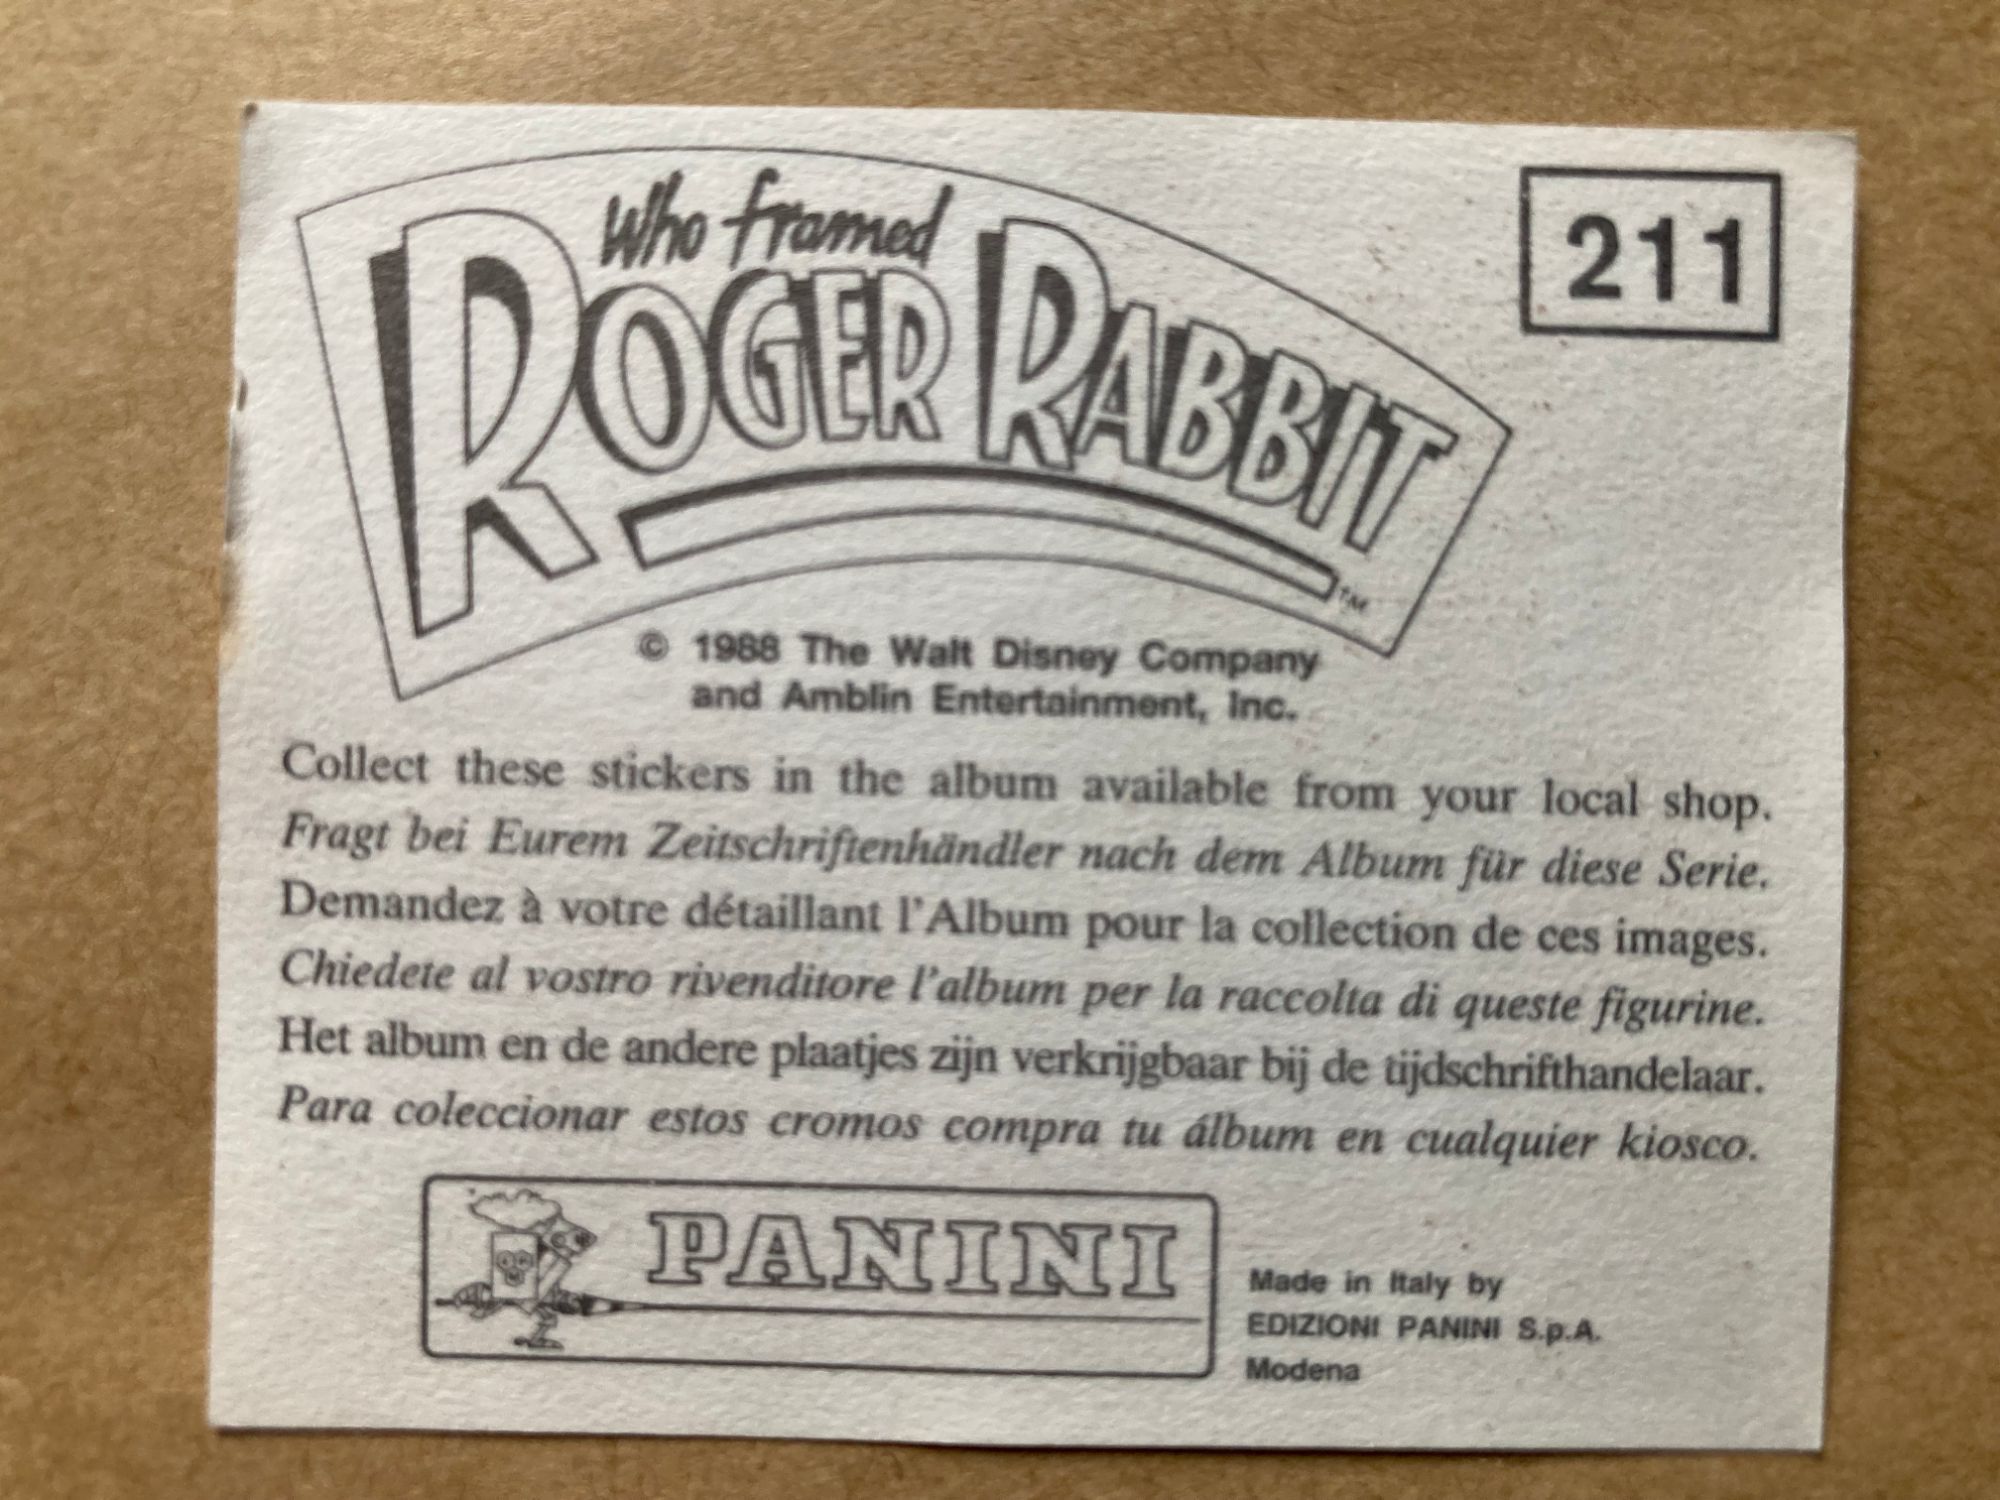 Who framed
ROGER RABBIT
TM
211
© 1988 The Walt Disney Company
and Amblin Entertainment, Inc.
Collect these stickers in the album available from your local shop.
Fragt bei Eurem Zeitschriftenhändler nach dem Album für diese Serie.
Demandez à votre détaillant l'Album pour la collection de ces images.
Chiedete al vostro rivenditore l'album per la raccolta di queste figurine.
Het album en de andere plaatjes zijn verkrijgbaar bij de tijdschrifthandelaar.
Para coleccionar estos cromos compra tu álbum en cualquier kiosco.
PANINI
Made in Italy by
EDIZIONI PANINI S.p.A.
Modena